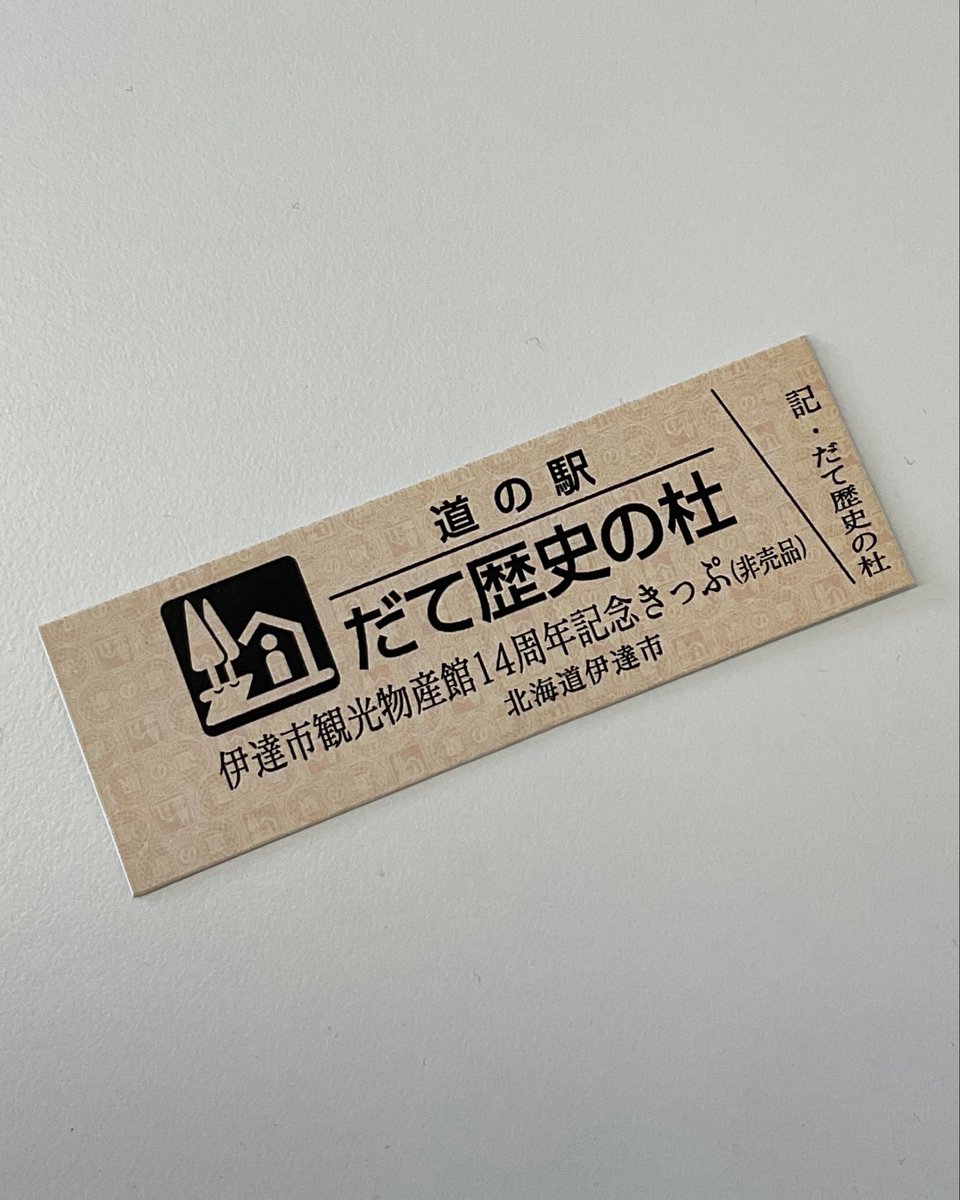 道の駅
だて歴史の杜
伊達市観光物産館14周年記念きっぷ(非売品)
北海道伊達市
記・だて歴史の杜